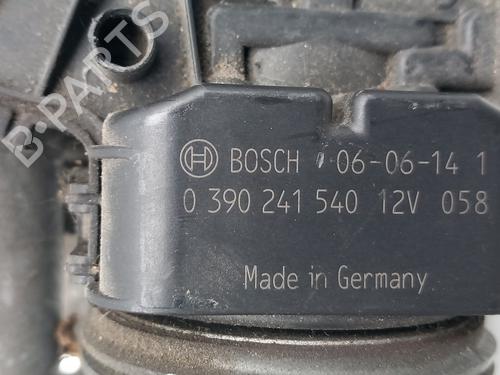 B-PARTS
BOSCH 06-06-14 1
0 390 241 540 12V 058
Made in Germany